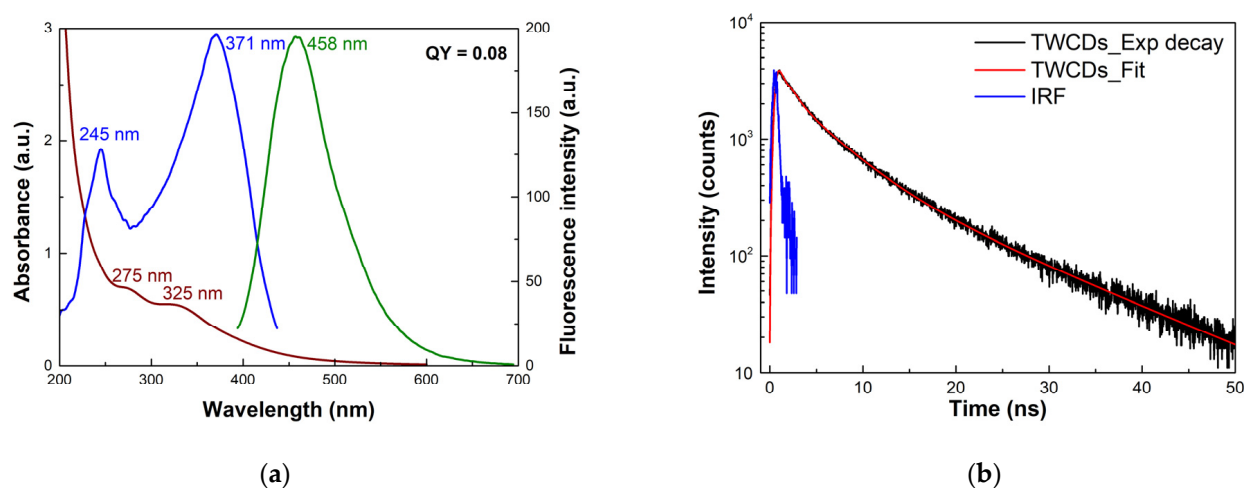 3
200
371 nm
458 nm
QY = 0.08
150
2
245 nm
100
1
275 nm
325 nm
50
0
0
200
300
400
500
600
700
Absorbance (a.u.)
Fluorescence intensity (a.u.)
Wavelength (nm)
(a)
10⁴
TWCDs_Exp decay
TWCDs_Fit
IRF
10³
10²
10
0
10
20
30
40
50
Intensity (counts)
Time (ns)
(b)